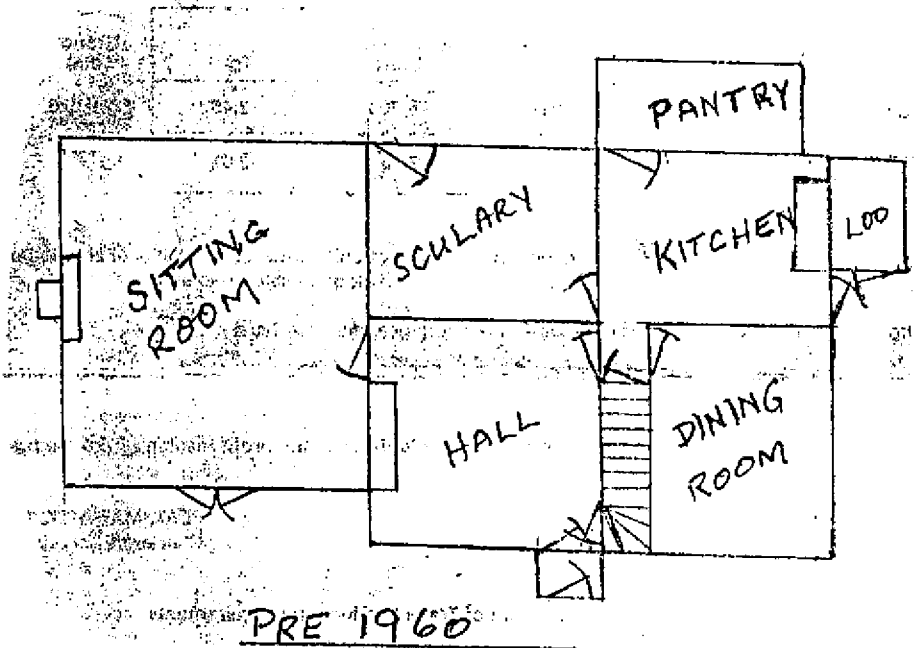 PANTRY
SITTING
ROOM
SCULARY
KITCHEN
LOO
HALL
DINING
ROOM
PRE 1960